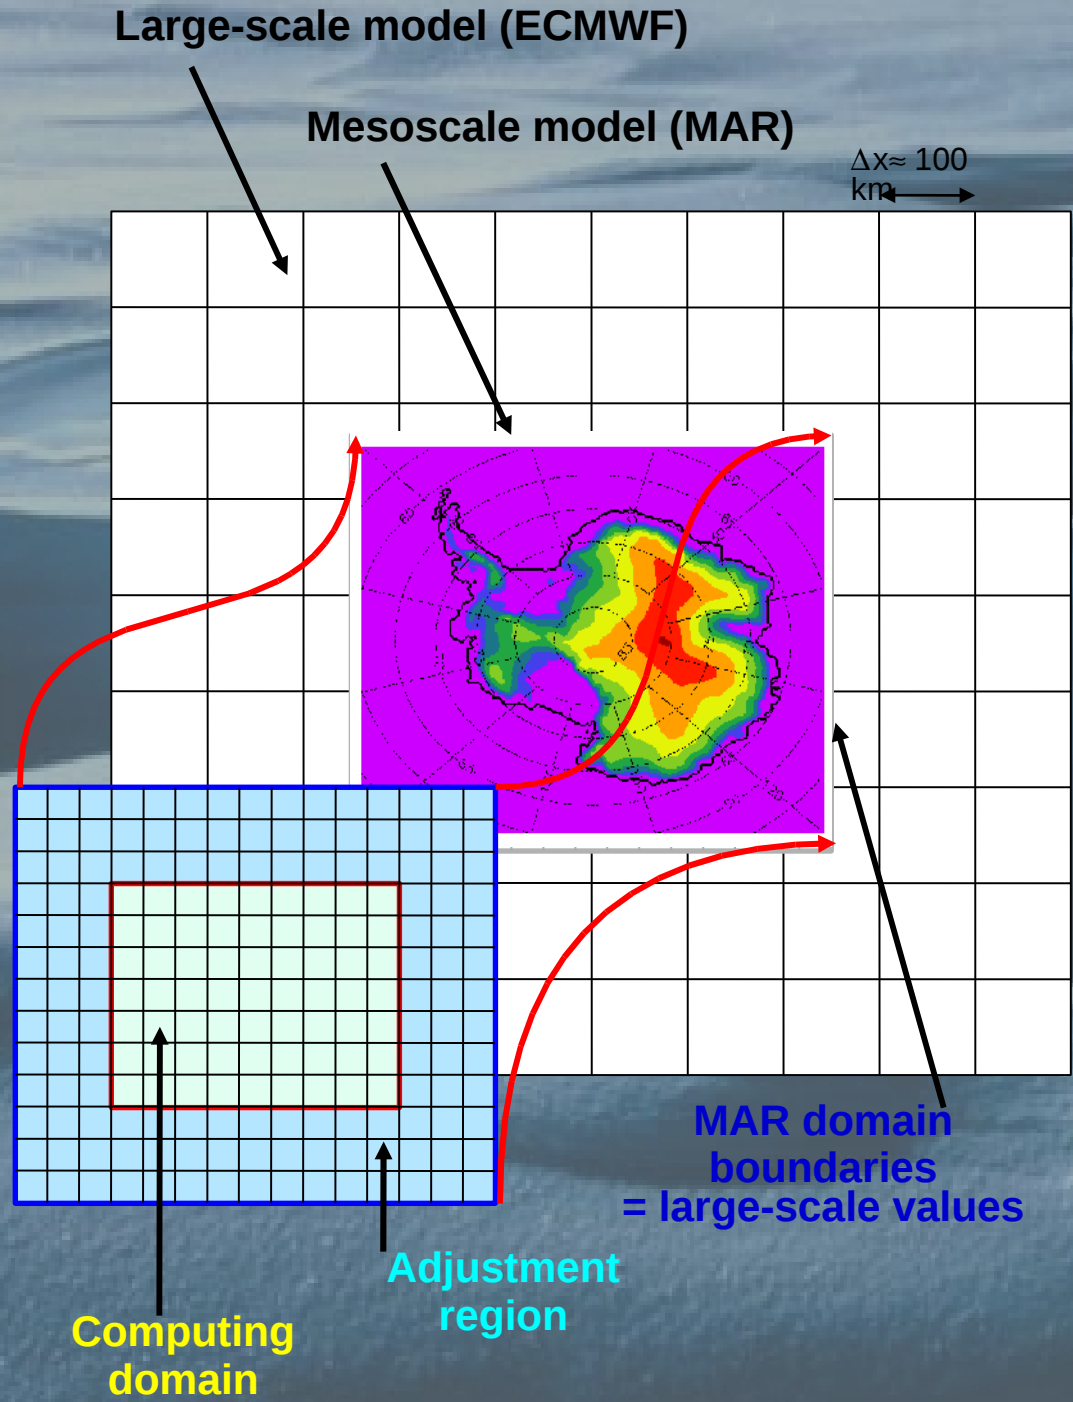 Large-scale model (ECMWF)
Mesoscale model (MAR)
Δx≈ 100
km
MAR domain
boundaries
= large-scale values
Adjustment
region
Computing
domain